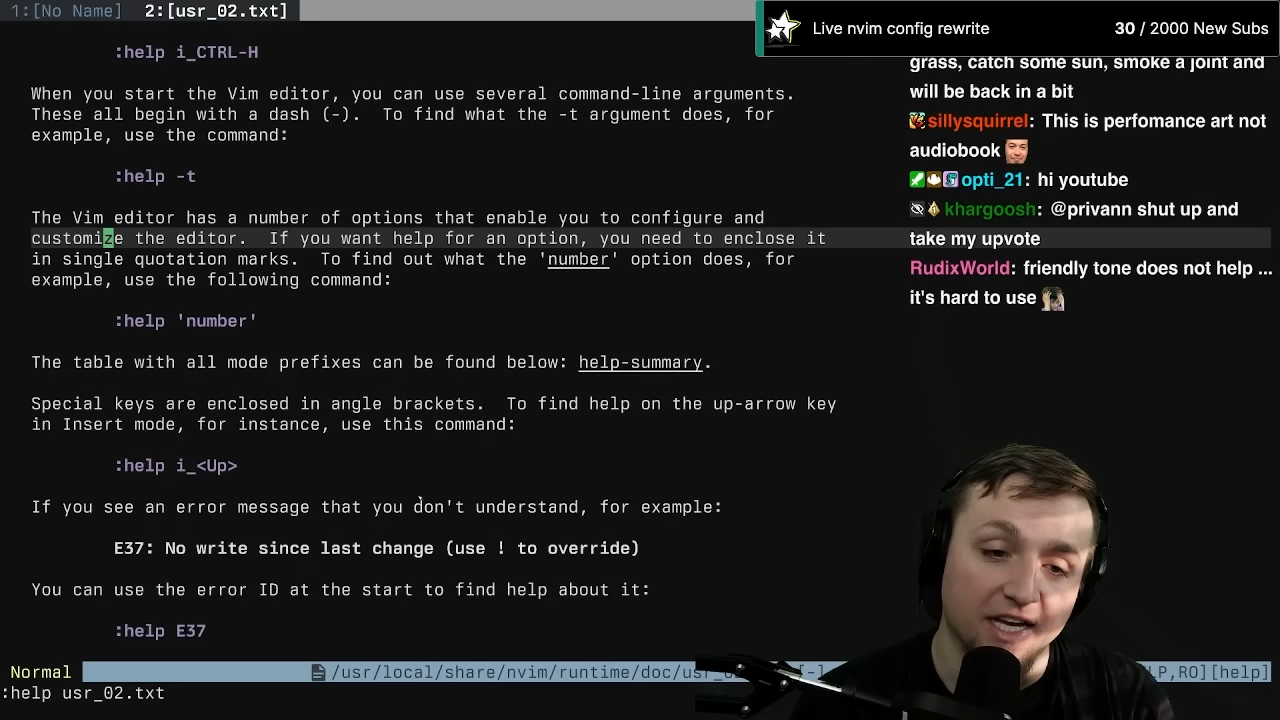 1:[No Name]  2:[usr_02.txt]
Live nvim config rewrite 30 / 2000 New Subs
:help i_CTRL-H
When you start the Vim editor, you can use several command-line arguments.
These all begin with a dash (-).  To find what the -t argument does, for
example, use the command:
:help -t
The Vim editor has a number of options that enable you to configure and
customize the editor.  If you want help for an option, you need to enclose it
in single quotation marks.  To find out what the 'number' option does, for
example, use the following command:
:help 'number'
The table with all mode prefixes can be found below: help-summary.
Special keys are enclosed in angle brackets.  To find help on the up-arrow key
in Insert mode, for instance, use this command:
:help i_<Up>
If you see an error message that you don't understand, for example:
E37: No write since last change (use ! to override)
You can use the error ID at the start to find help about it:
:help E37
Normal /usr/local/share/nvim/runtime/doc/usr_ [-] LP,RO][help]
:help usr_02.txt
grass, catch some sun, smoke a joint and
will be back in a bit
sillysquirrel: This is perfomance art not
audiobook
opti_21: hi youtube
khargoosh: @privann shut up and
take my upvote
RudixWorld: friendly tone does not help ...
it's hard to use